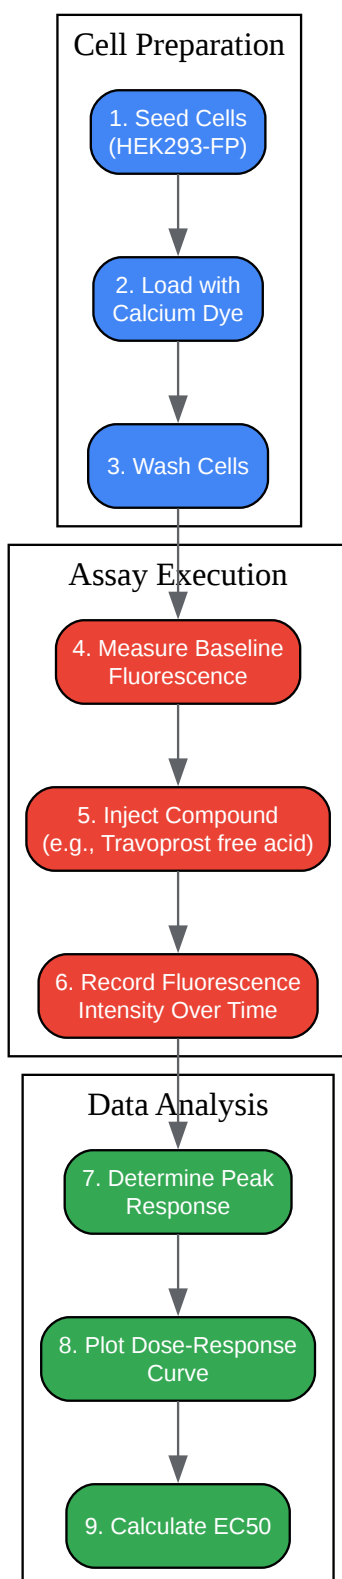 Cell Preparation
1. Seed Cells
(HEK293-FP)
2. Load with
Calcium Dye
3. Wash Cells
Assay Execution
4. Measure Baseline
Fluorescence
5. Inject Compound
(e.g., Travoprost free acid)
6. Record Fluorescence
Intensity Over Time
Data Analysis
7. Determine Peak
Response
8. Plot Dose-Response
Curve
9. Calculate EC50